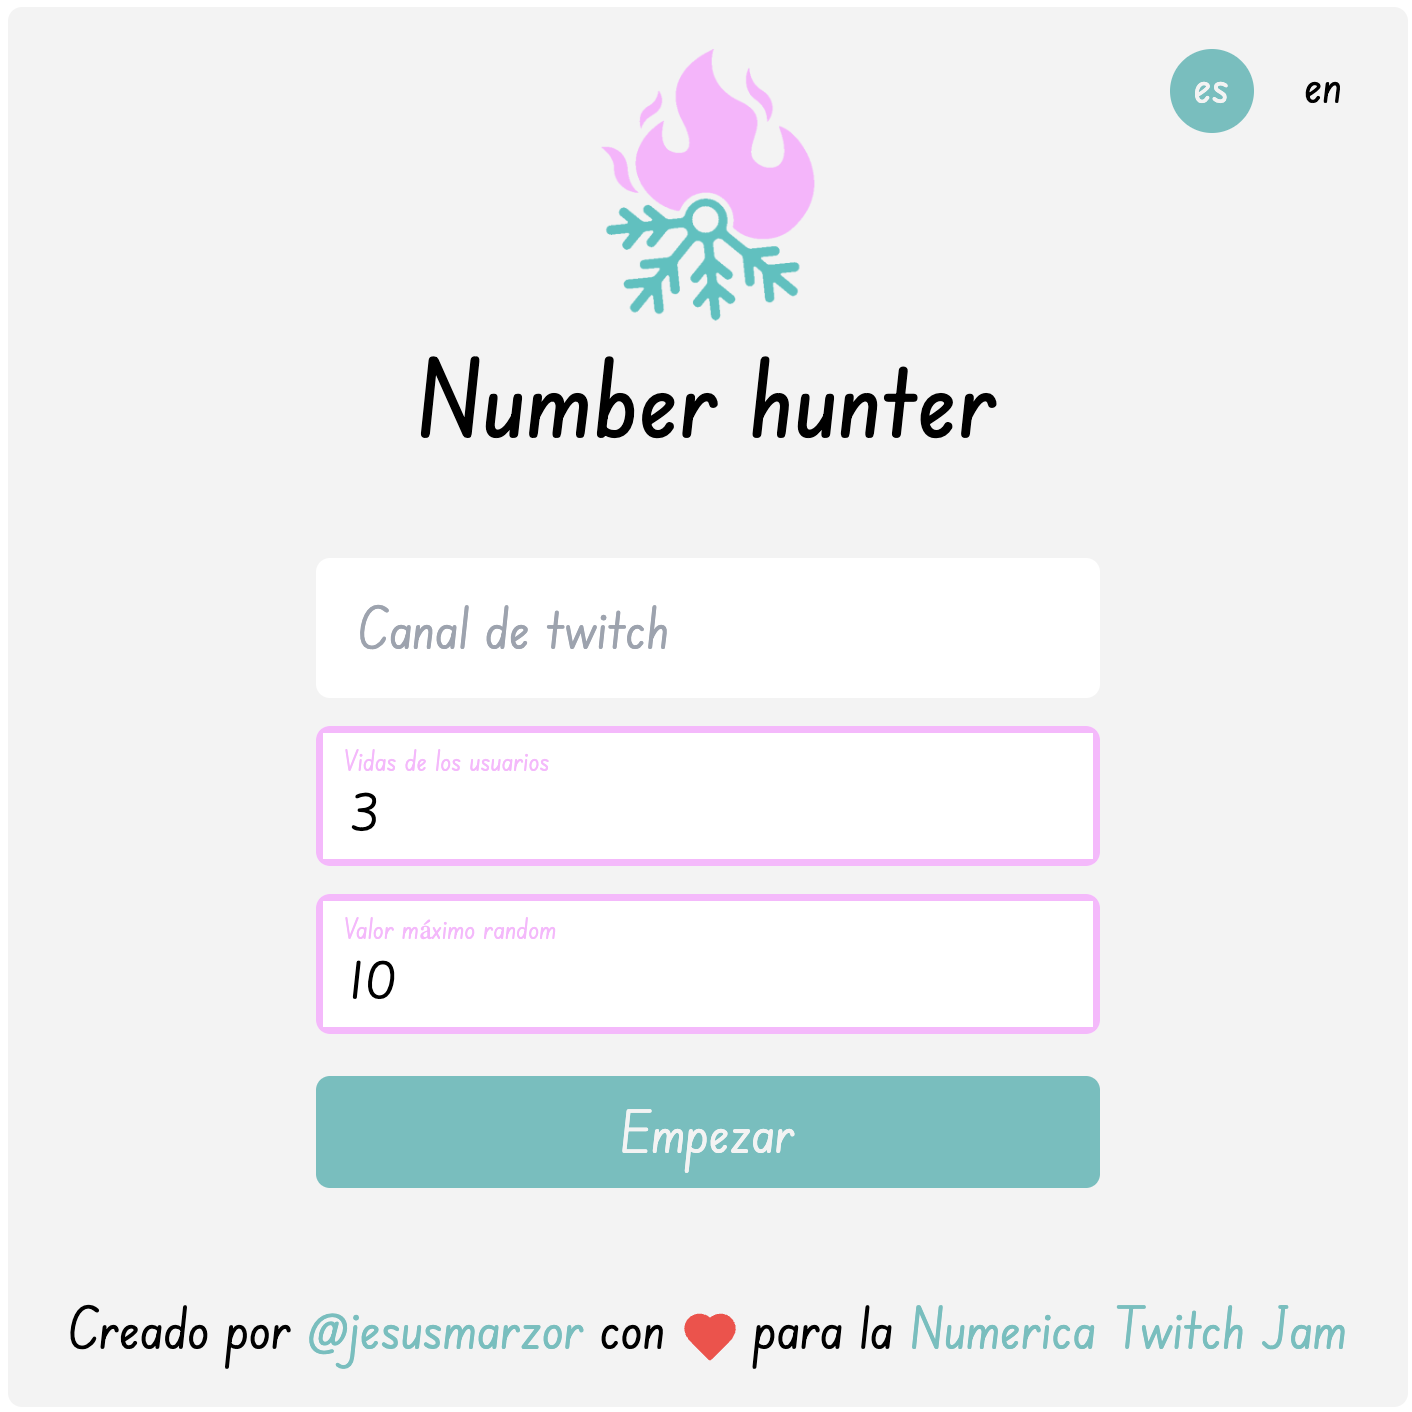 es en
Number hunter
Canal de twitch
Vidas de los usuarios
3
Valor máximo random
10
Empezar
Creado por @jesusmarzor con para la Numerica Twitch Jam